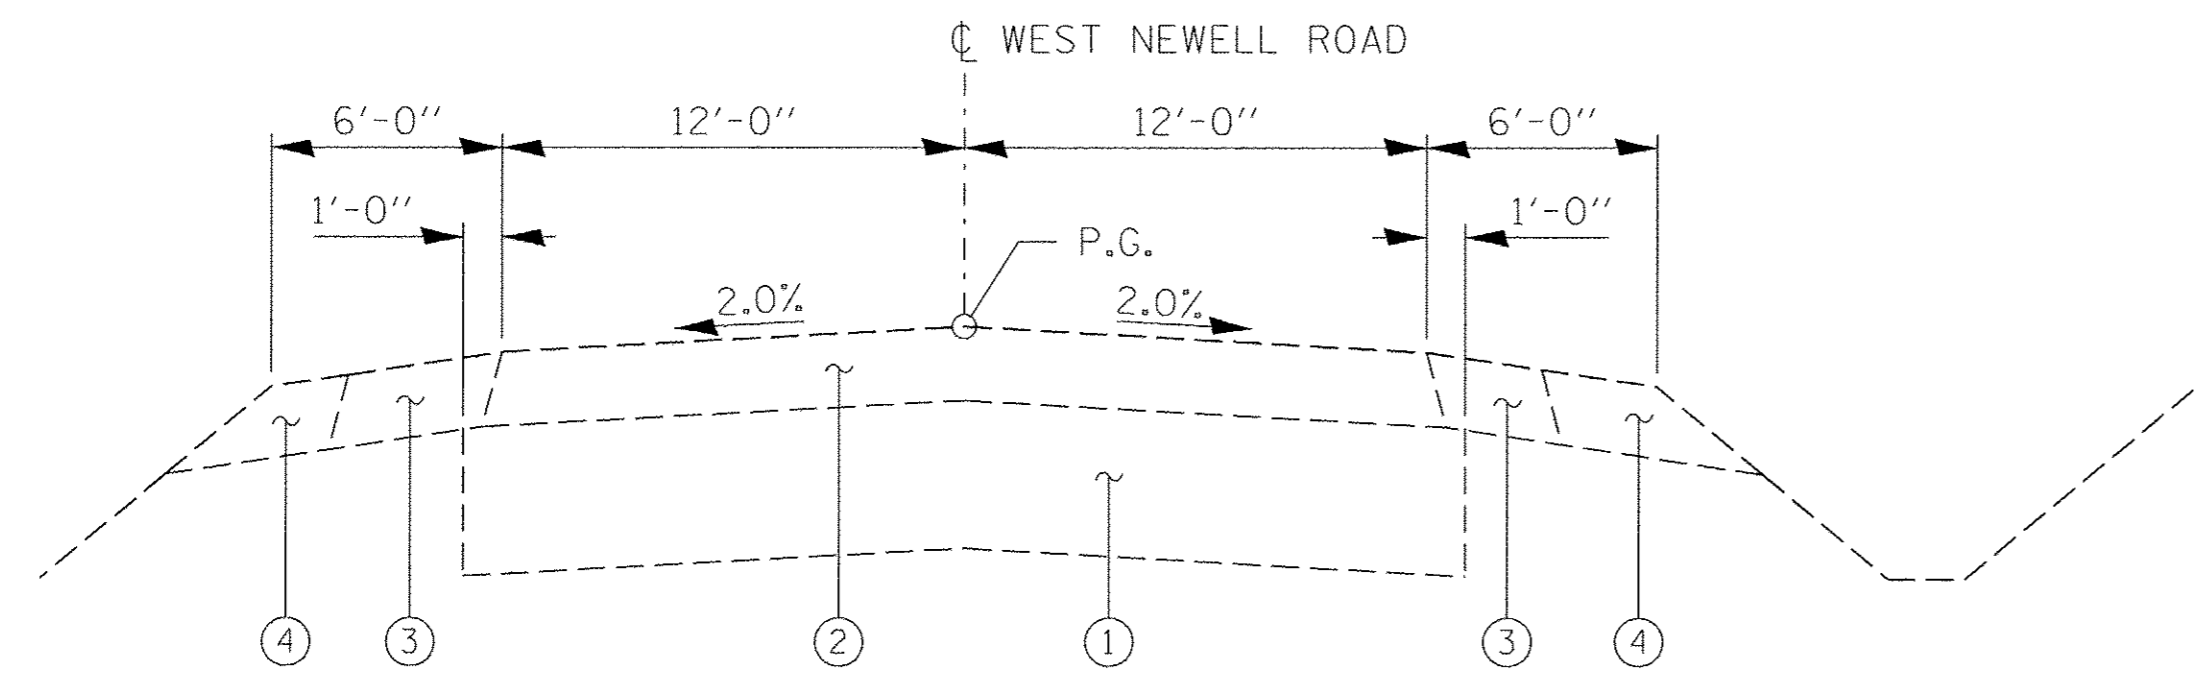 ℄ WEST NEWELL ROAD
6'-0" 12'-0" 12'-0" 6'-0"
1'-0" 1'-0"
P.G.
2.0% 2.0%
4 3 2 1 3 4